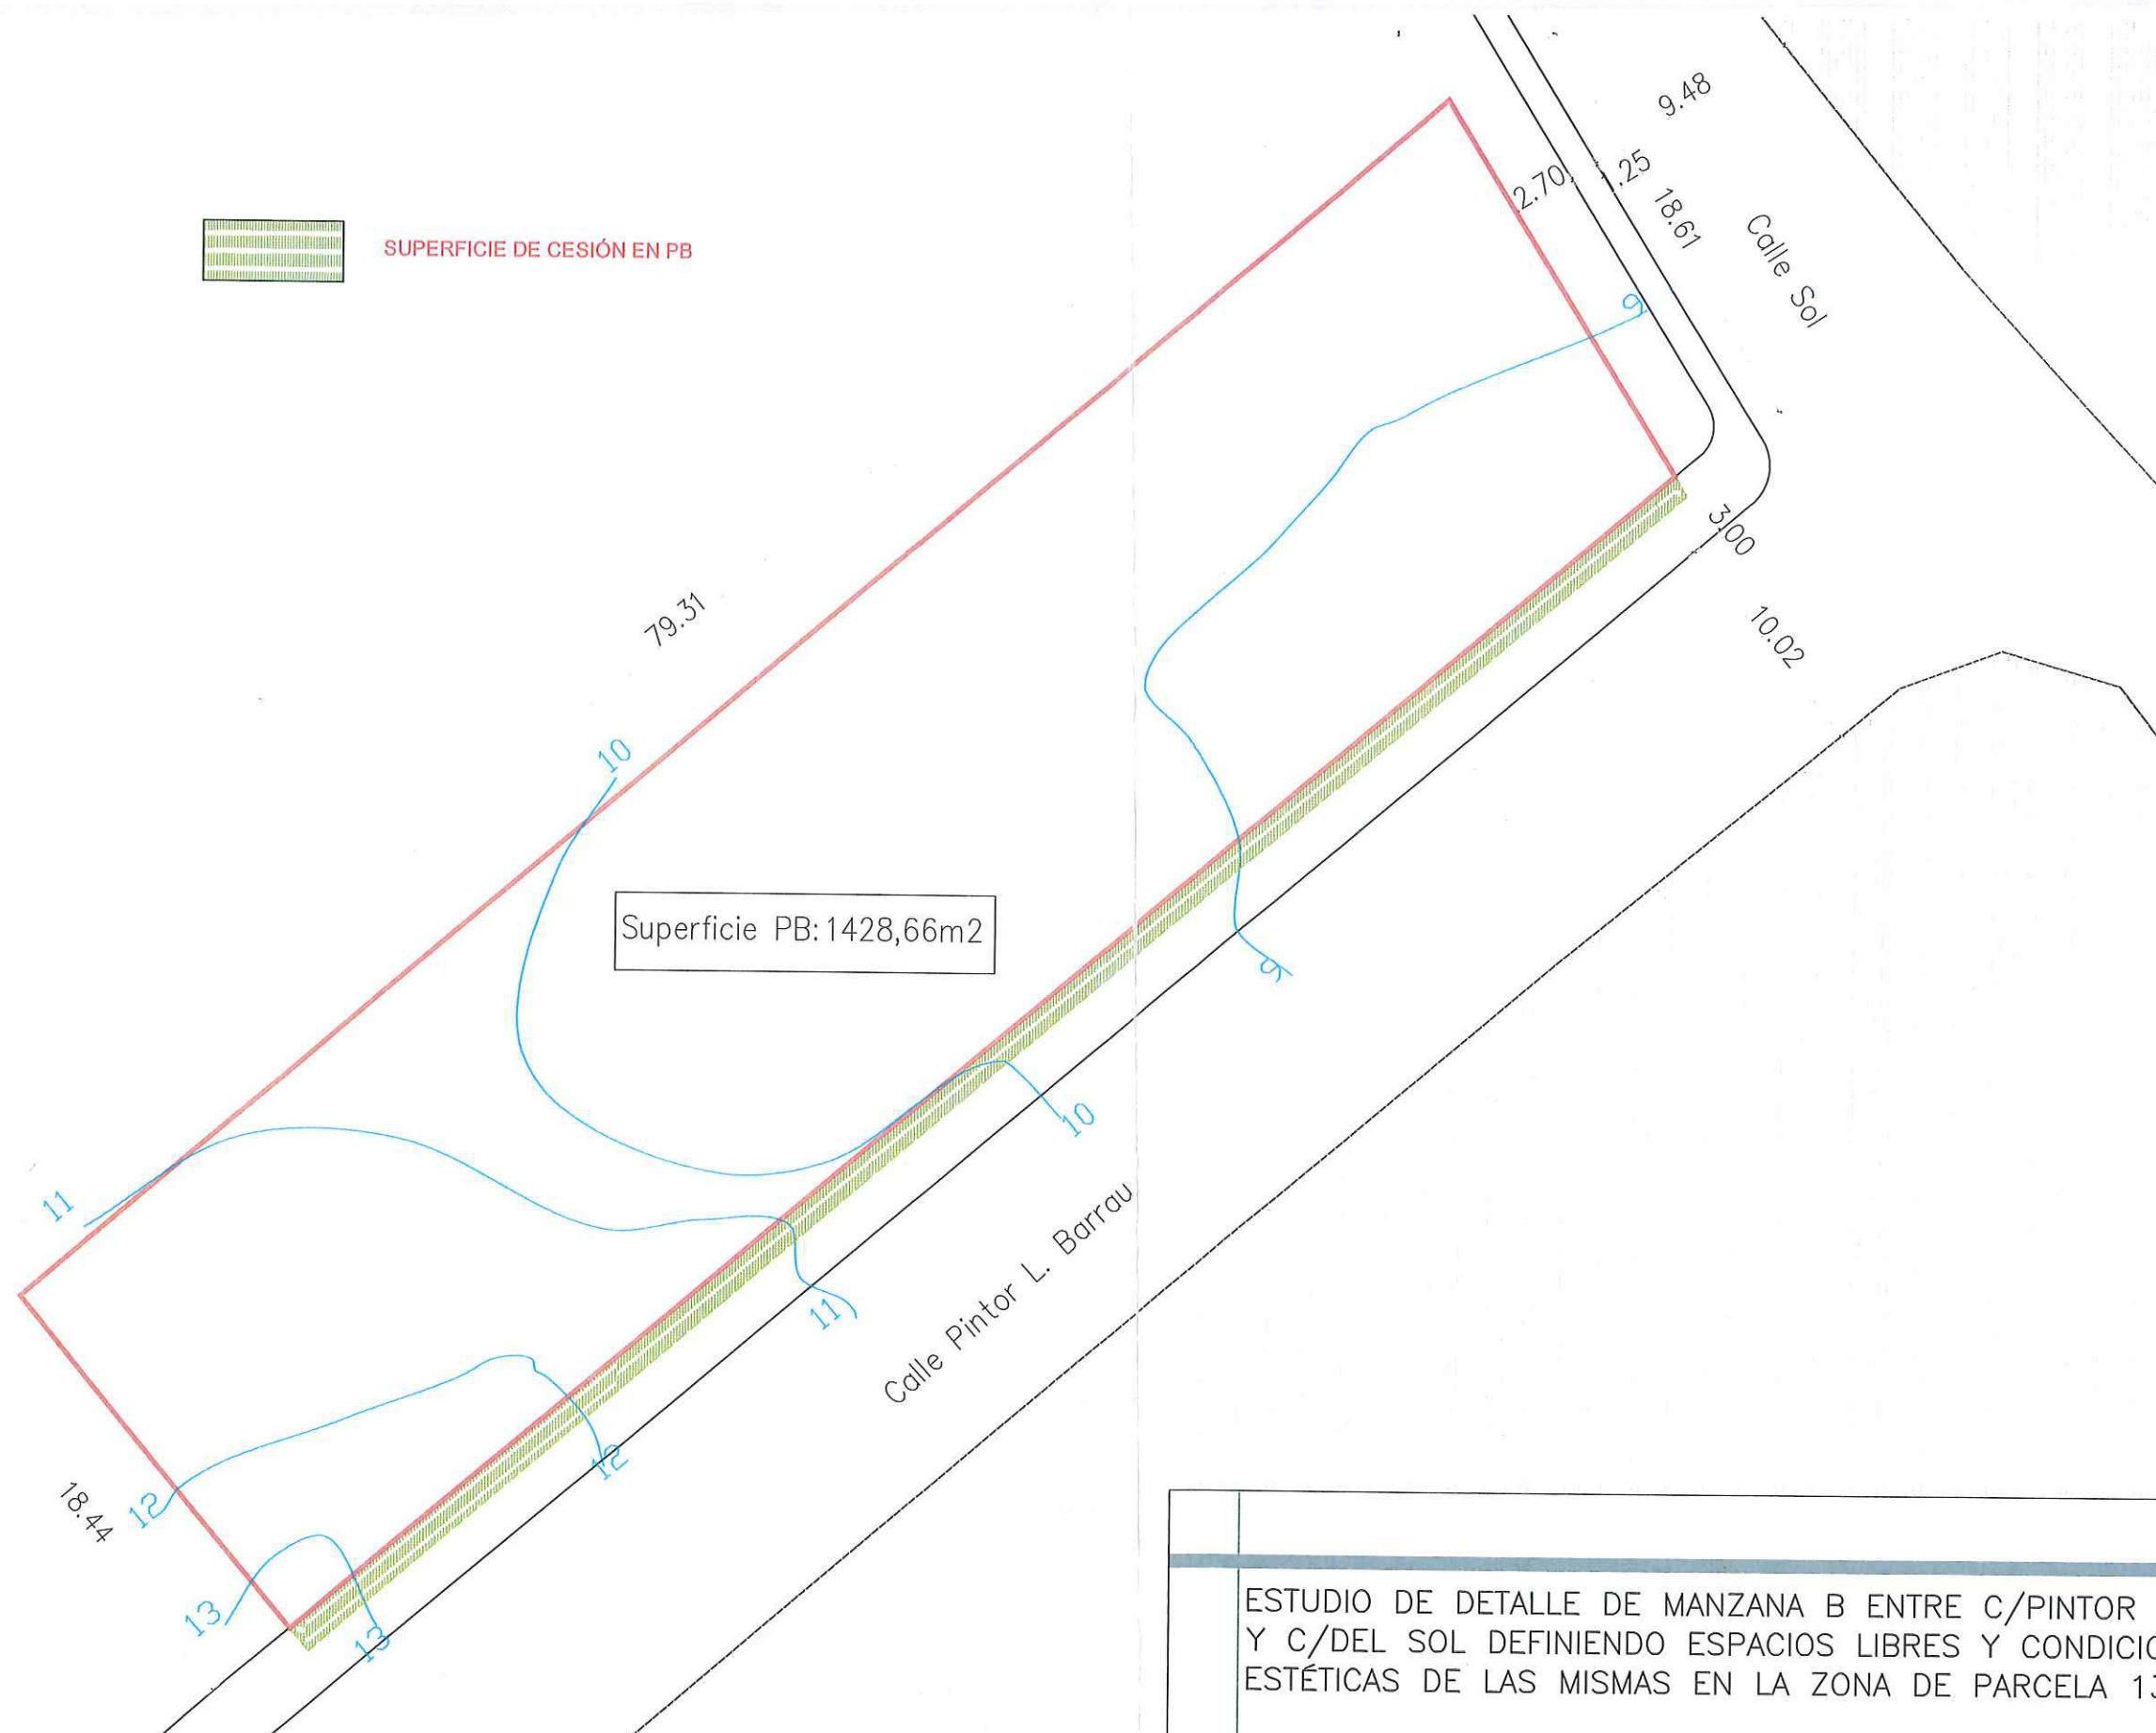 9.48
2.70
1.25
18.61
Calle Sol
SUPERFICIE DE CESIÓN EN PB
9
3.00
79.31
10.02
10
Superficie PB:1428,66m2
9
10
11
Calle Pintor L. Barrau
11
12
18.44
12
13
13
ESTUDIO DE DETALLE DE MANZANA B ENTRE C/PINTOR
Y C/DEL SOL DEFINIENDO ESPACIOS LIBRES Y
ESTÉTICAS DE LAS MISMAS EN LA ZONA DE PARCELA